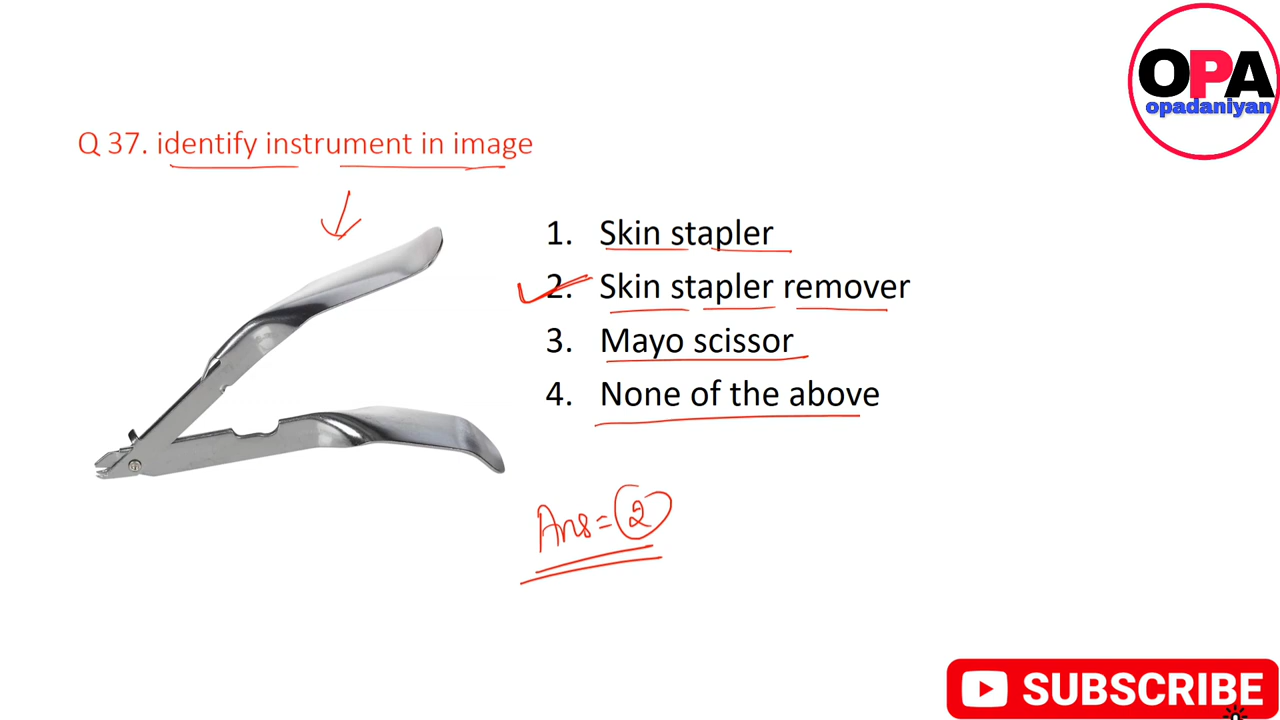 OPA
opadaniyan
Q 37. identify instrument in image
1. Skin stapler
2. Skin stapler remover
3. Mayo scissor
4. None of the above
Ans = 2
SUBSCRIBE